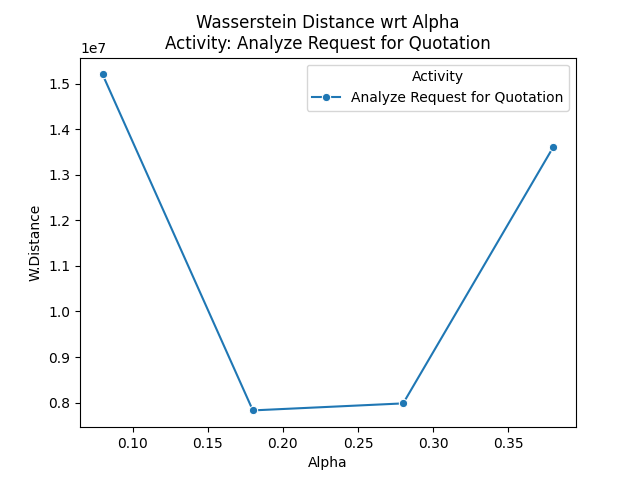 Wasserstein Distance wrt Alpha
Activity: Analyze Request for Quotation
1e7
Activity
Analyze Request for Quotation
1.5
1.4
1.3
1.2
1.1
1.0
0.9
0.8
W.Distance
0.10 0.15 0.20 0.25 0.30 0.35
Alpha